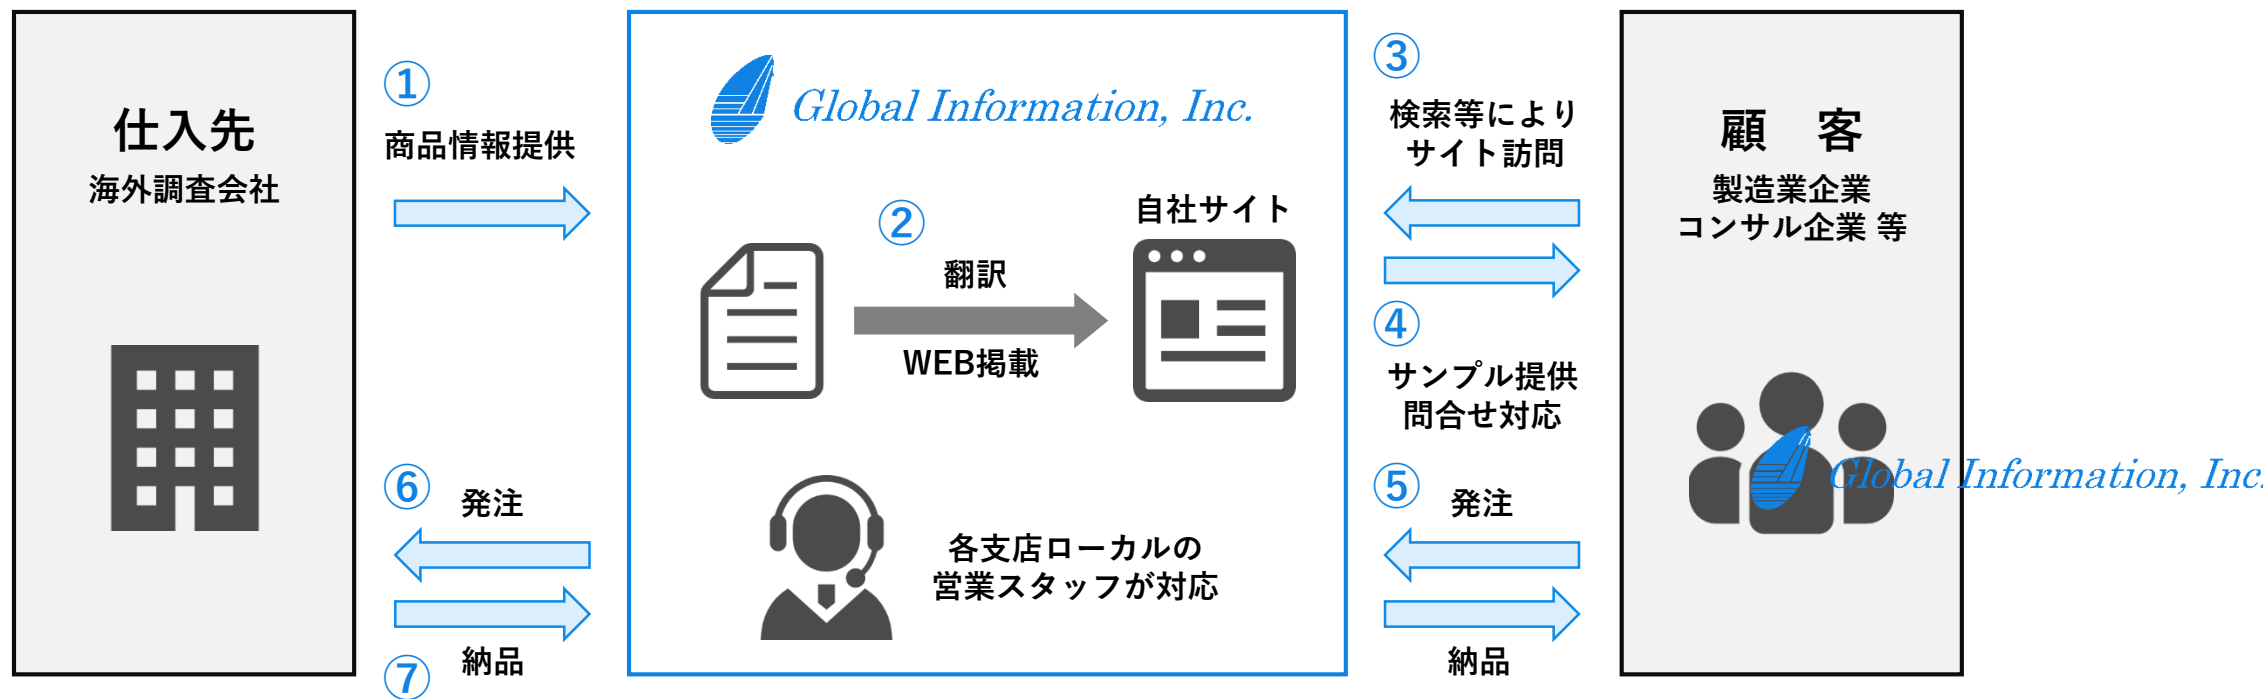 仕入先
海外調査会社
①
商品情報提供
Global Information, Inc.
②
翻訳
WEB掲載
自社サイト
各支店ローカルの
営業スタッフが対応
③
検索等により
サイト訪問
④
サンプル提供
問合せ対応
⑤
発注
納品
⑥
発注
納品
⑦
顧　客
製造業企業
コンサル企業 等
Global Information, Inc.